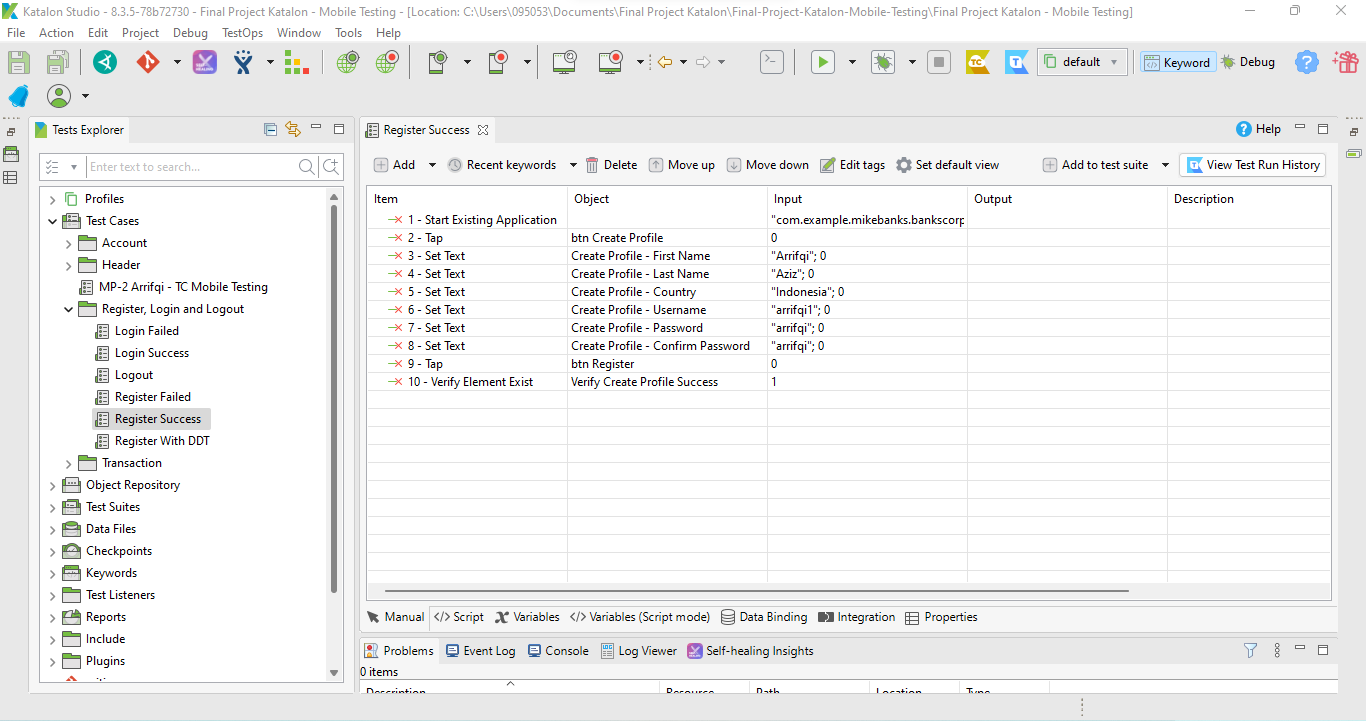 Katalon Studio - 8.3.5-78b72730 - Final Project Katalon - Mobile Testing - [Location: C:\Users\095053\Documents\Final Project Katalon\Final-Project-Katalon-Mobile-Testing\Final Project Katalon - Mobile Testing]
File Action Edit Project Debug TestOps Window Tools Help
default Keyword Debug
Tests Explorer
Enter text to search...
Profiles
Test Cases
Account
Header
MP-2 Arrifqi - TC Mobile Testing
Register, Login and Logout
Login Failed
Login Success
Logout
Register Failed
Register Success
Register With DDT
Transaction
Object Repository
Test Suites
Data Files
Checkpoints
Keywords
Test Listeners
Reports
Include
Plugins
Register Success Help
Add Recent keywords Delete Move up Move down Edit tags Set default view Add to test suite View Test Run History
Item Object Input Output Description
1 - Start Existing Application "com.example.mikebanks.bankscorp
2 - Tap btn Create Profile 0
3 - Set Text Create Profile - First Name "Arrifqi"; 0
4 - Set Text Create Profile - Last Name "Aziz"; 0
5 - Set Text Create Profile - Country "Indonesia"; 0
6 - Set Text Create Profile - Username "arrifqi1"; 0
7 - Set Text Create Profile - Password "arrifqi"; 0
8 - Set Text Create Profile - Confirm Password "arrifqi"; 0
9 - Tap btn Register 0
10 - Verify Element Exist Verify Create Profile Success 1
Manual </> Script Variables </> Variables (Script mode) Data Binding Integration Properties
Problems Event Log Console Log Viewer Self-healing Insights
0 items
Description Resource Path Location Type